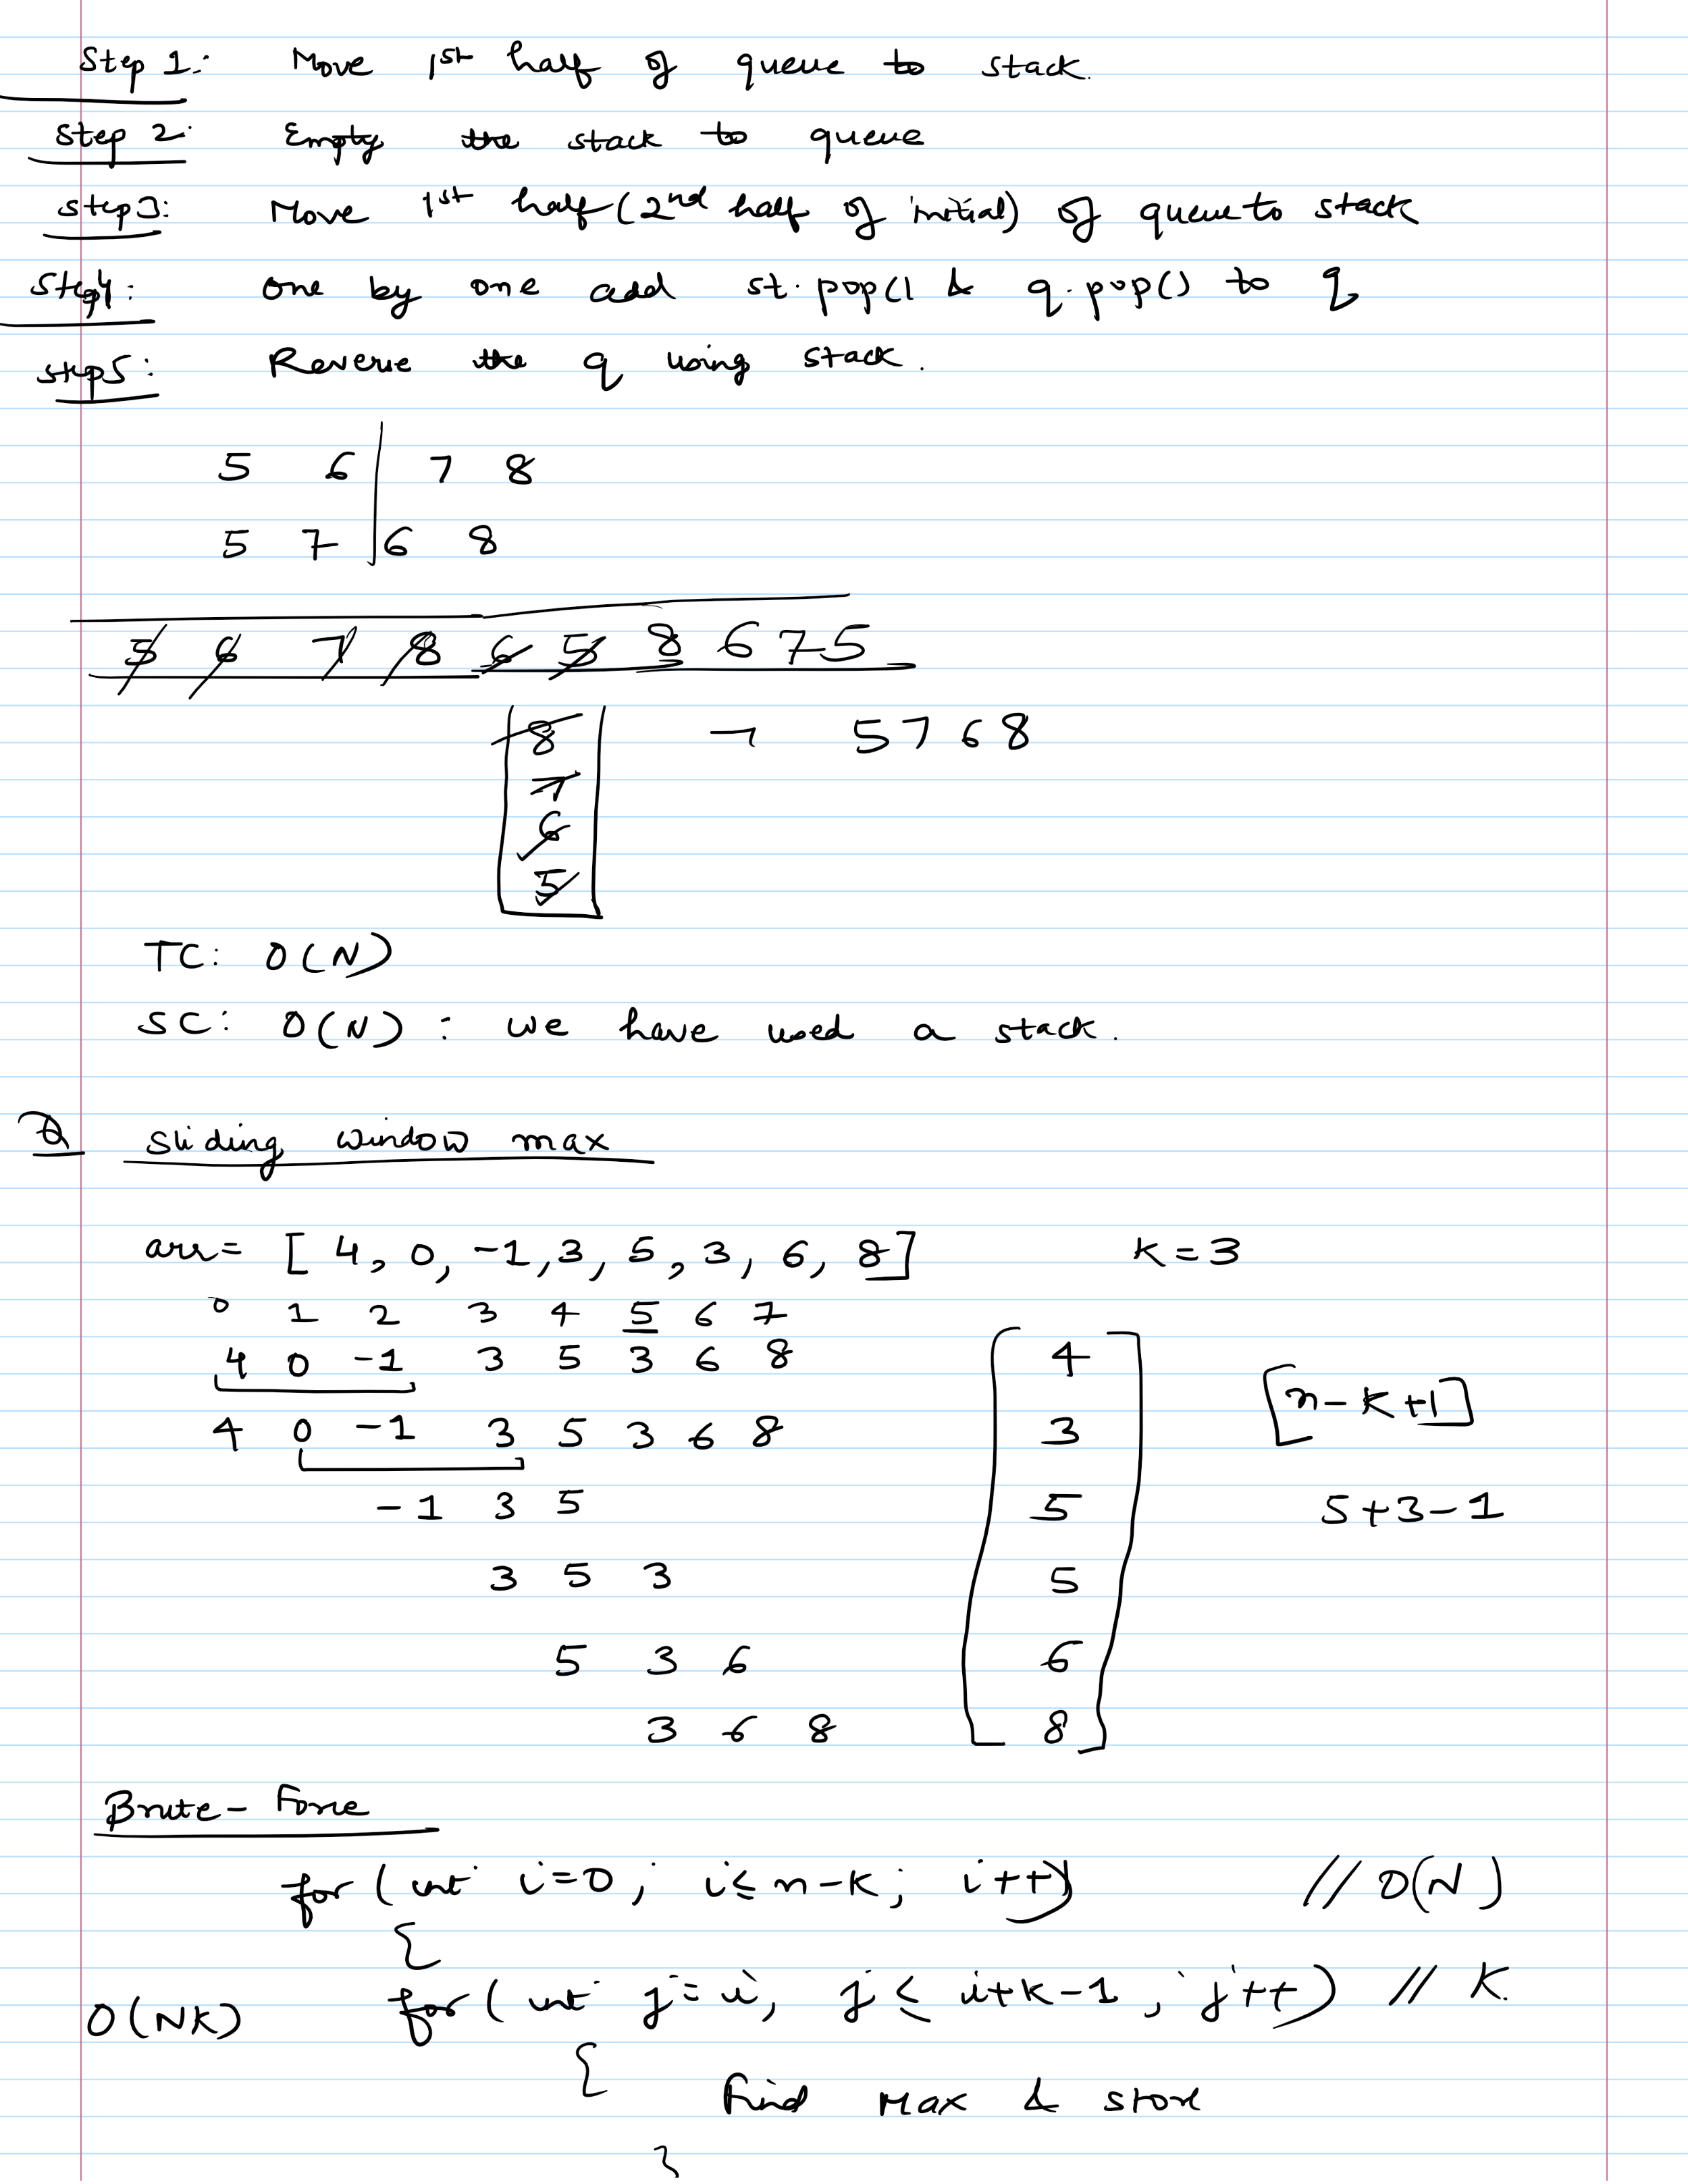 Step 1: Move 1st half of queue to stack.
Step 2: Empty the stack to queue
Step3: Move 1st half (2nd half of initial) of queue to stack
Step4: one by one add st.pop() & q.pop() to q
Step5: Reverse the q using stack.
5 6 | 7 8
5 7 | 6 8
5 6 7 8 6 5 8 6 7 5
8 → 5 7 6 8
7
6
5
TC: O(N)
SC: O(N) : we have used a stack.
Q sliding window max
arr = [ 4, 0, -1, 3, 5, 3, 6, 8] K = 3
0 1 2 3 4 5 6 7
4 0 -1 3 5 3 6 8 4
[n-k+1]
4 0 -1 3 5 3 6 8 3
-1 3 5 5 5+3-1
3 5 3 5
5 3 6 6
3 6 8 8
Brute-Force
for (int i=0; i≤n-k; i++) // O(N)
{
O(NK) for (int j=i, j ≤ i+k-1; j++) // K.
{
Find Max & store
}